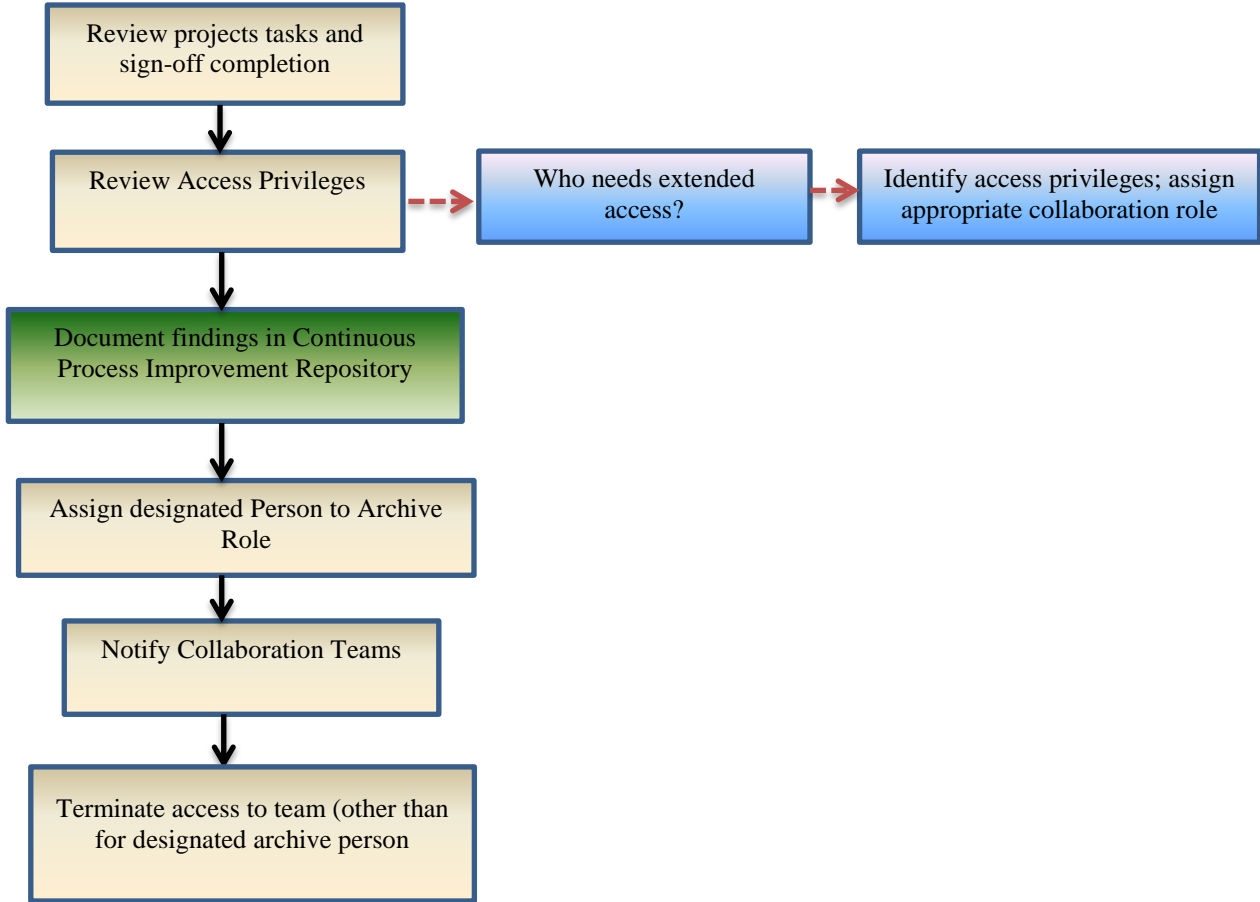 Review projects tasks and
sign-off completion
Review Access Privileges
Who needs extended
access?
Identify access privileges; assign
appropriate collaboration role
Document findings in Continuous
Process Improvement Repository
Assign designated Person to Archive
Role
Notify Collaboration Teams
Terminate access to team (other than
for designated archive person